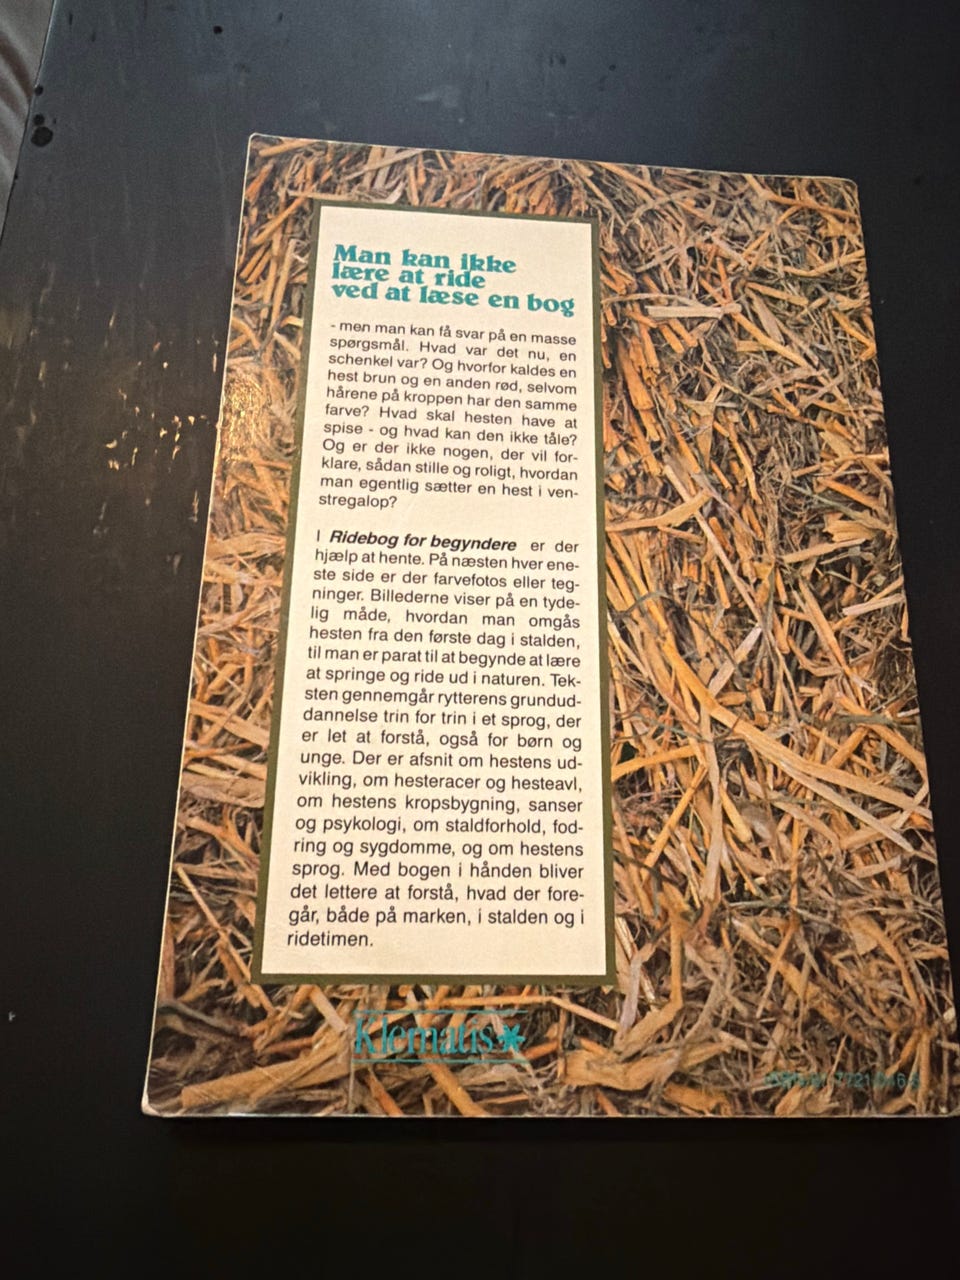 Man kan ikke
lære at ride
ved at læse en bog
- men man kan få svar på en masse
spørgsmål. Hvad var det nu, en
schenkel var? Og hvorfor kaldes en
hest brun og en anden rød, selvom
hårene på kroppen har den samme
farve? Hvad skal hesten have at
spise - og hvad kan den ikke tåle?
Og er der ikke nogen, der vil for-
klare, sådan stille og roligt, hvordan
man egentlig sætter en hest i ven-
stregalop?
I Ridebog for begyndere er der
hjælp at hente. På næsten hver ene-
ste side er der farvefotos eller teg-
ninger. Billederne viser på en tyde-
lig måde, hvordan man omgås
hesten fra den første dag i stalden,
til man er parat til at begynde at lære
at springe og ride ud i naturen. Tek-
sten gennemgår rytterens grundud-
dannelse trin for trin i et sprog, der
er let at forstå, også for børn og
unge. Der er afsnit om hestens ud-
vikling, om hesteracer og hesteavl,
om hestens kropsbygning, sanser
og psykologi, om staldforhold, fod-
ring og sygdomme, og om hestens
sprog. Med bogen i hånden bliver
det lettere at forstå, hvad der fore-
går, både på marken, i stalden og i
ridetimen.
Klematis
ISBN